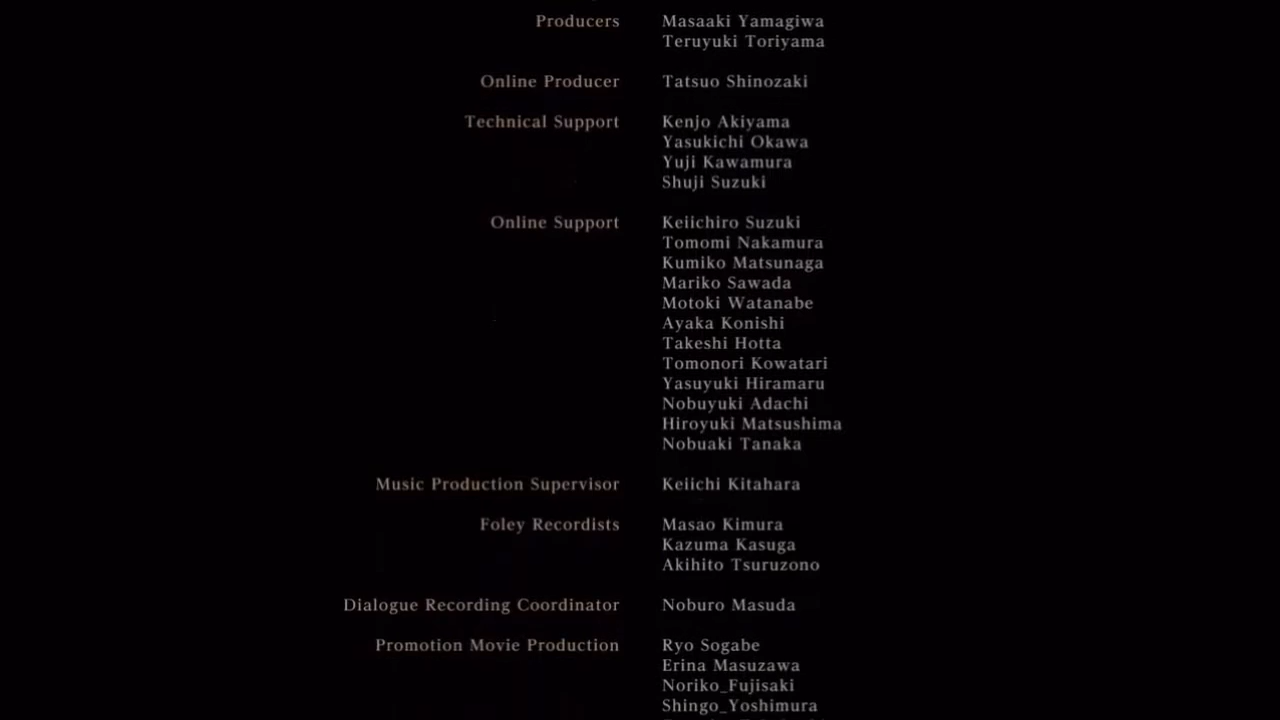 Producers Masaaki Yamagiwa
Teruyuki Toriyama
Online Producer Tatsuo Shinozaki
Technical Support Kenjo Akiyama
Yasukichi Okawa
Yuji Kawamura
Shuji Suzuki
Online Support Keiichiro Suzuki
Tomomi Nakamura
Kumiko Matsunaga
Mariko Sawada
Motoki Watanabe
Ayaka Konishi
Takeshi Hotta
Tomonori Kowatari
Yasuyuki Hiramaru
Nobuyuki Adachi
Hiroyuki Matsushima
Nobuaki Tanaka
Music Production Supervisor Keiichi Kitahara
Foley Recordists Masao Kimura
Kazuma Kasuga
Akihito Tsuruzono
Dialogue Recording Coordinator Noburo Masuda
Promotion Movie Production Ryo Sogabe
Erina Masuzawa
Noriko_Fujisaki
Shingo_Yoshimura